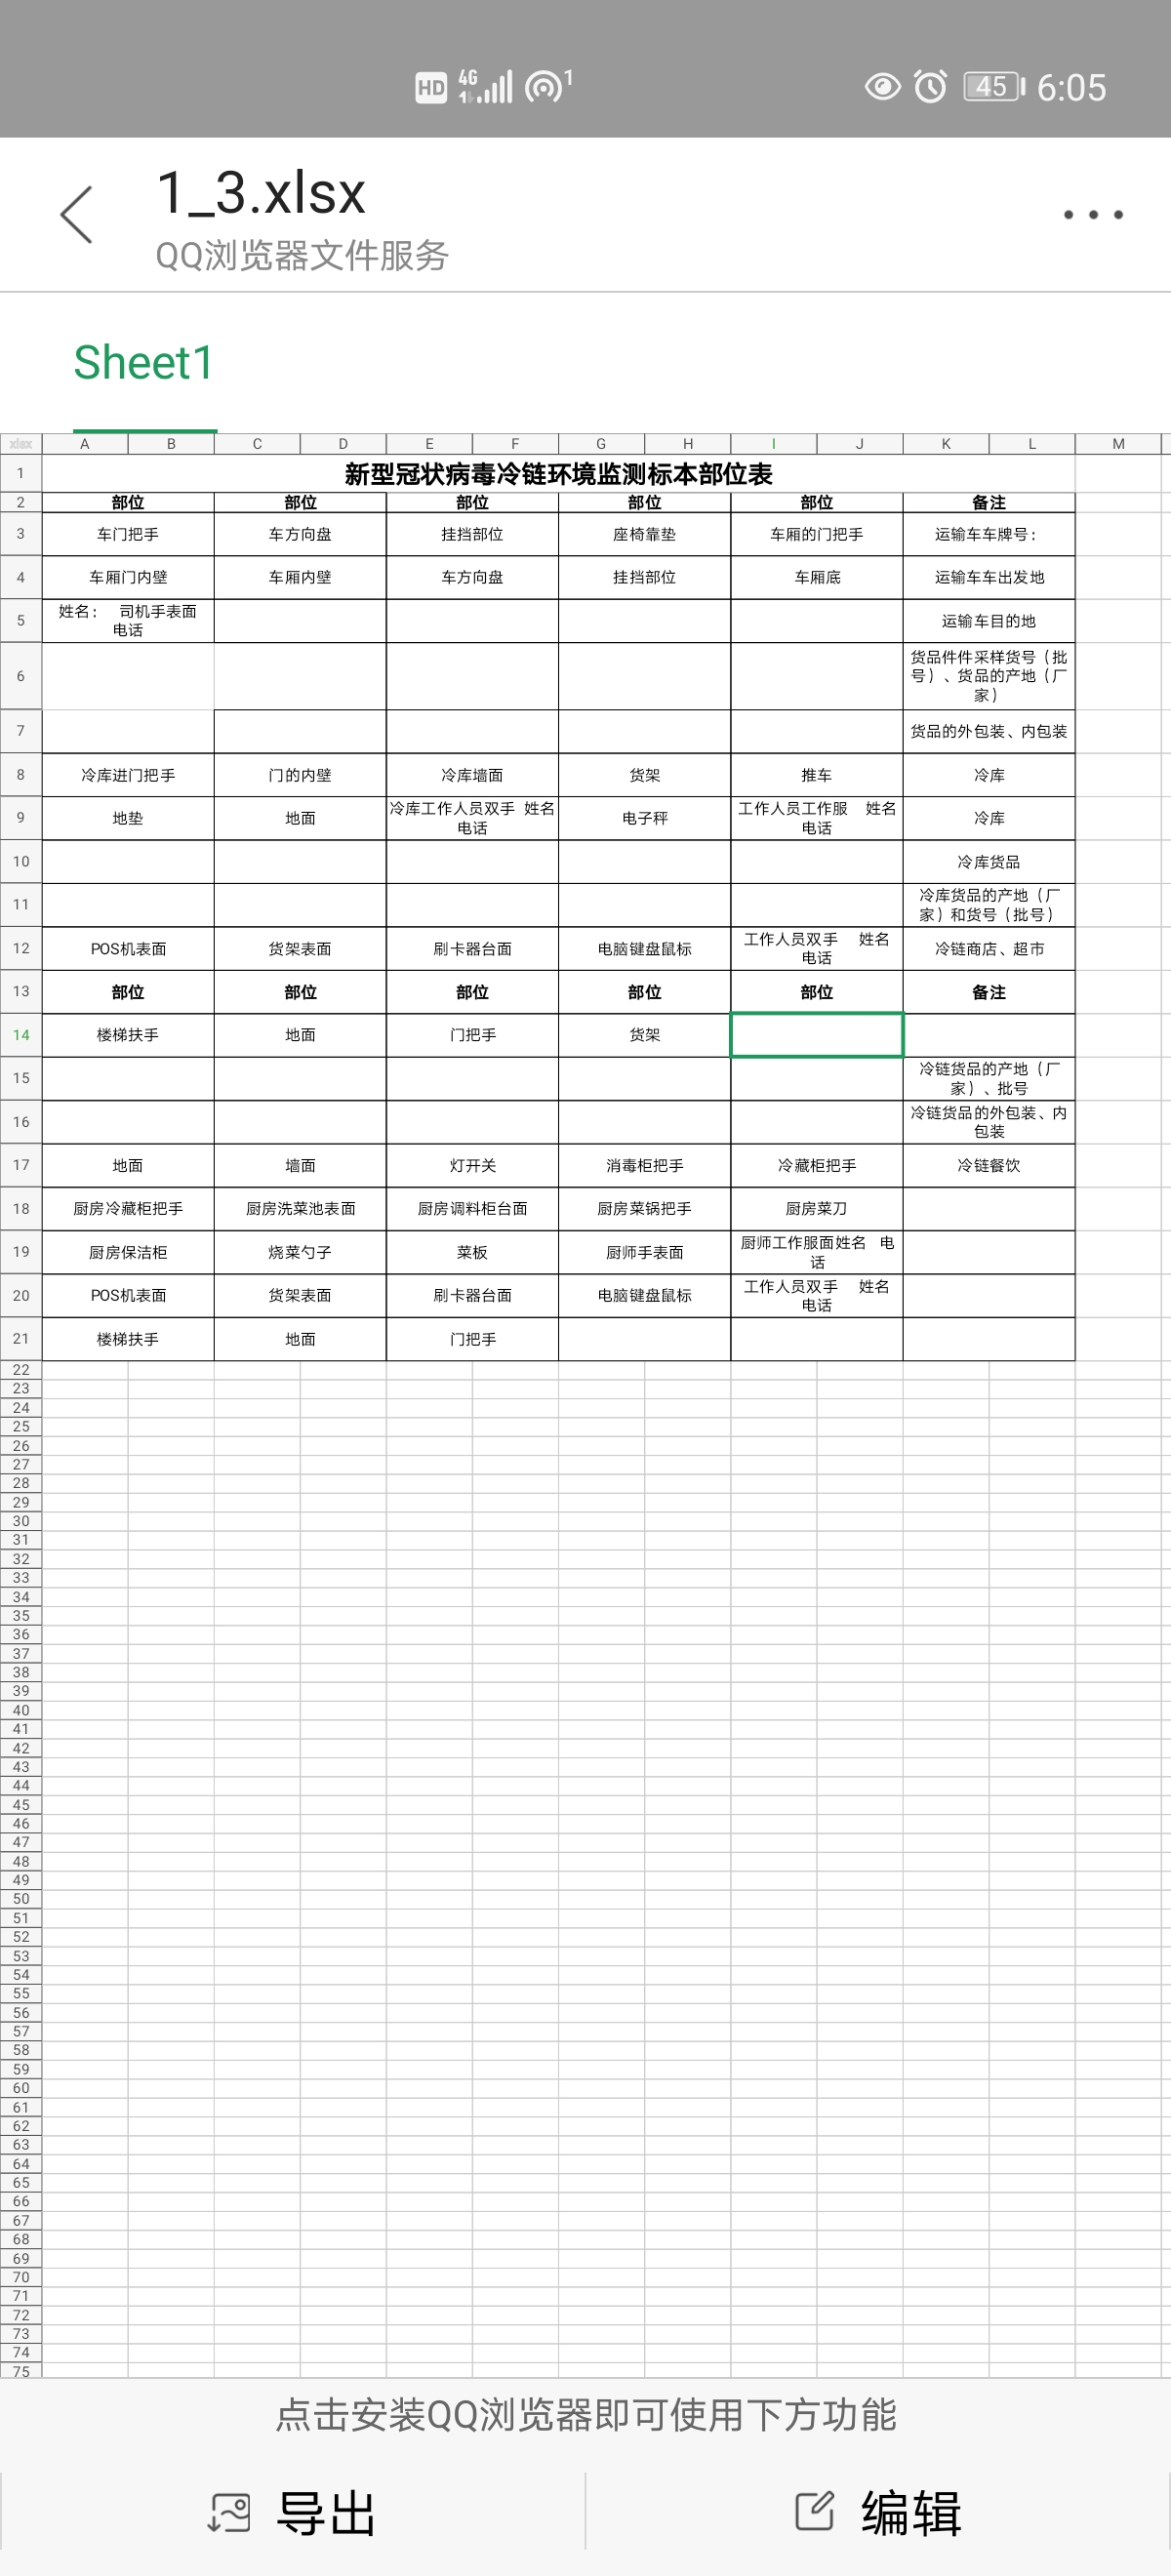 HD 4G 1 1 45 6:05
1_3.xlsx
QQ浏览器文件服务
Sheet1
xlsx A B C D E F G H I J K L M
1 新型冠状病毒冷链环境监测标本部位表
2 部位 部位 部位 部位 部位 备注
3 车门把手 车方向盘 挂挡部位 座椅靠垫 车厢的门把手 运输车车牌号：
4 车厢门内壁 车厢内壁 车方向盘 挂挡部位 车厢底 运输车车出发地
5 姓名： 司机手表面 电话 运输车目的地
6 货品件件采样货号（批号）、货品的产地（厂家）
7 货品的外包装、内包装
8 冷库进门把手 门的内壁 冷库墙面 货架 推车 冷库
9 地垫 地面 冷库工作人员双手 姓名 电话 电子秤 工作人员工作服 姓名 电话 冷库
10 冷库货品
11 冷库货品的产地（厂家）和货号（批号）
12 POS机表面 货架表面 刷卡器台面 电脑键盘鼠标 工作人员双手 姓名 电话 冷链商店、超市
13 部位 部位 部位 部位 部位 备注
14 楼梯扶手 地面 门把手 货架
15 冷链货品的产地（厂家）、批号
16 冷链货品的外包装、内包装
17 地面 墙面 灯开关 消毒柜把手 冷藏柜把手 冷链餐饮
18 厨房冷藏柜把手 厨房洗菜池表面 厨房调料柜台面 厨房菜锅把手 厨房菜刀
19 厨房保洁柜 烧菜勺子 菜板 厨师手表面 厨师工作服面姓名 电话
20 POS机表面 货架表面 刷卡器台面 电脑键盘鼠标 工作人员双手 姓名 电话
21 楼梯扶手 地面 门把手
22
23
24
25
26
27
28
29
30
31
32
33
34
35
36
37
38
39
40
41
42
43
44
45
46
47
48
49
50
51
52
53
54
55
56
57
58
59
60
61
62
63
64
65
66
67
68
69
70
71
72
73
74
75
点击安装QQ浏览器即可使用下方功能
导出 编辑